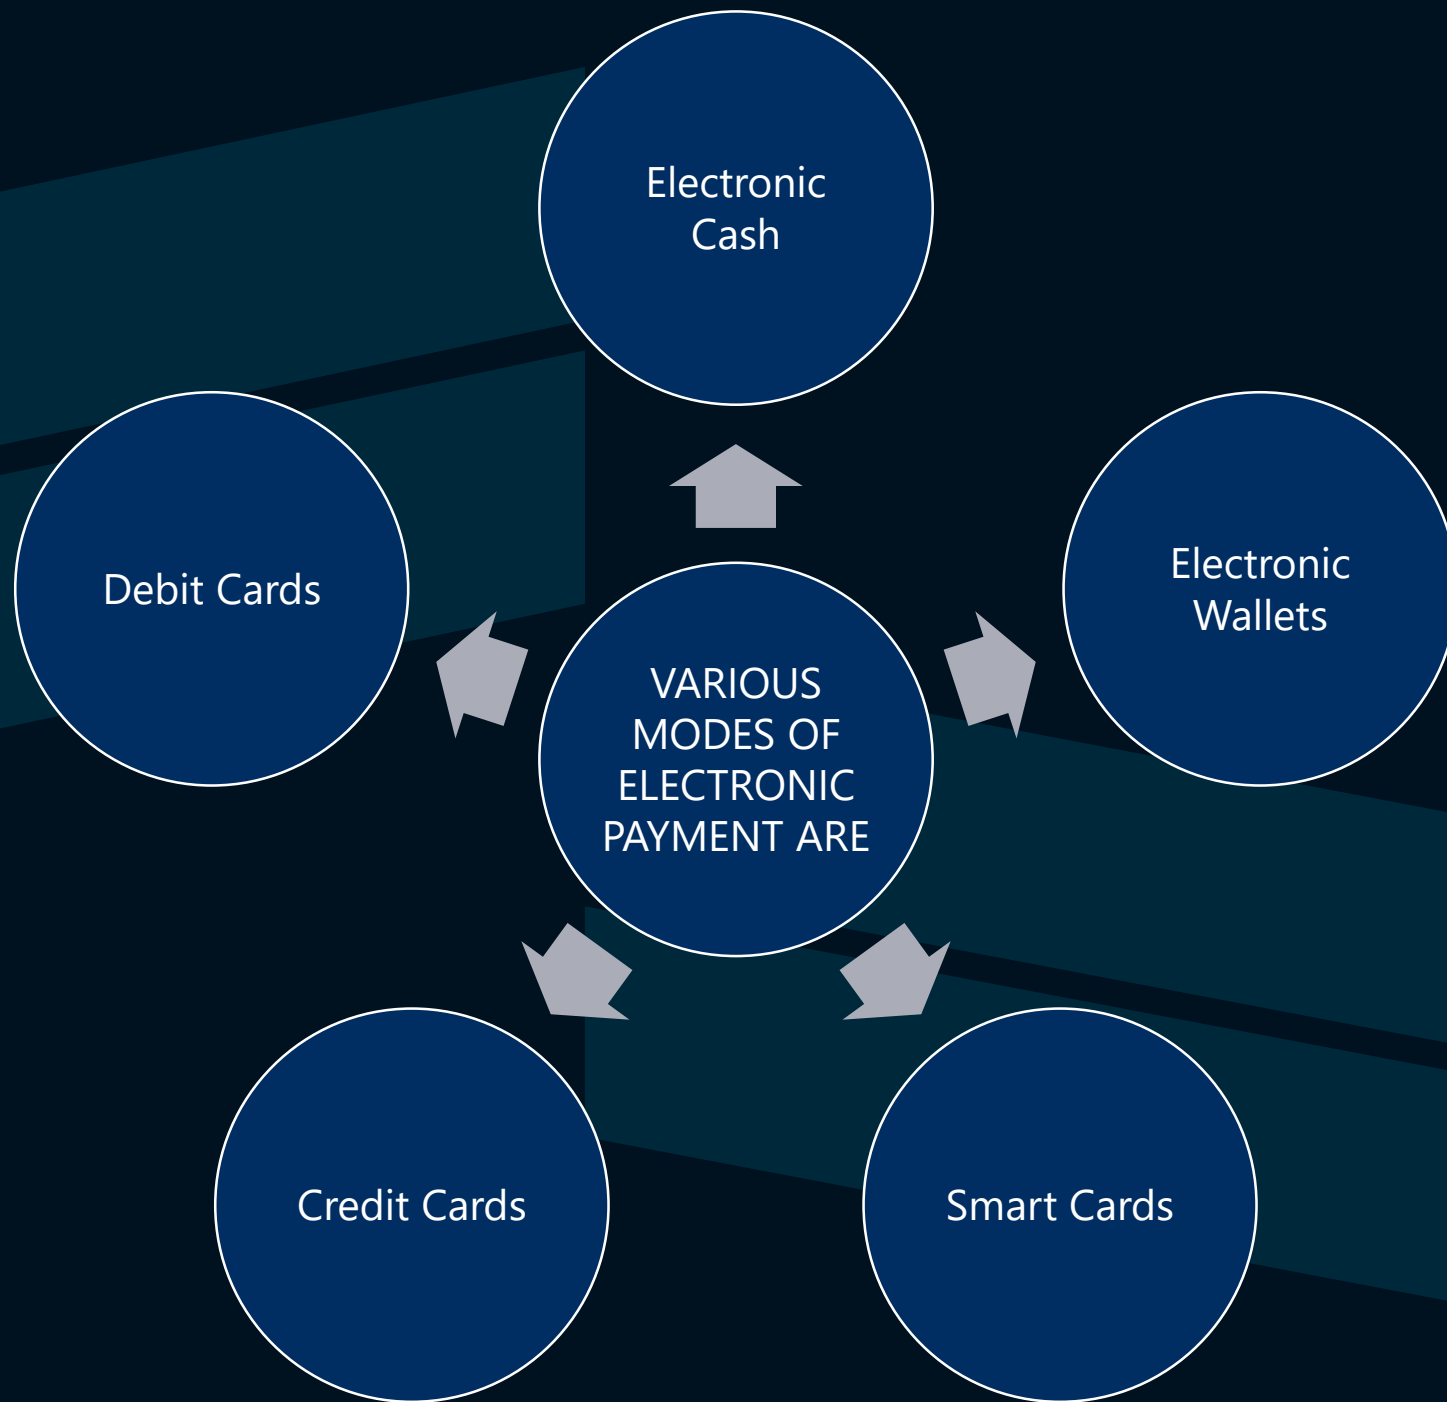 Electronic
Cash
Debit Cards
Electronic
Wallets
VARIOUS
MODES OF
ELECTRONIC
PAYMENT ARE
Credit Cards
Smart Cards